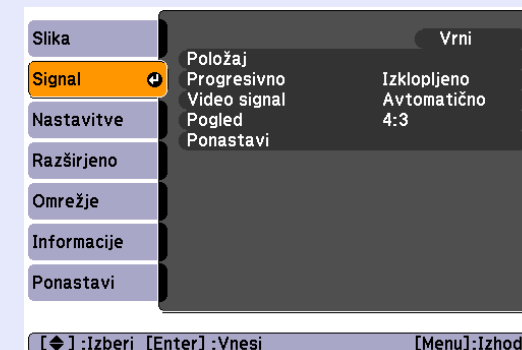 Slika
Signal
Nastavitve
Razširjeno
Omrežje
Informacije
Ponastavi
Vrni
Položaj
Progresivno Izklopljeno
Video signal Avtomatično
Pogled 4:3
Ponastavi
[◆] :Izberi [Enter] :Vnesi [Menu]:Izhod